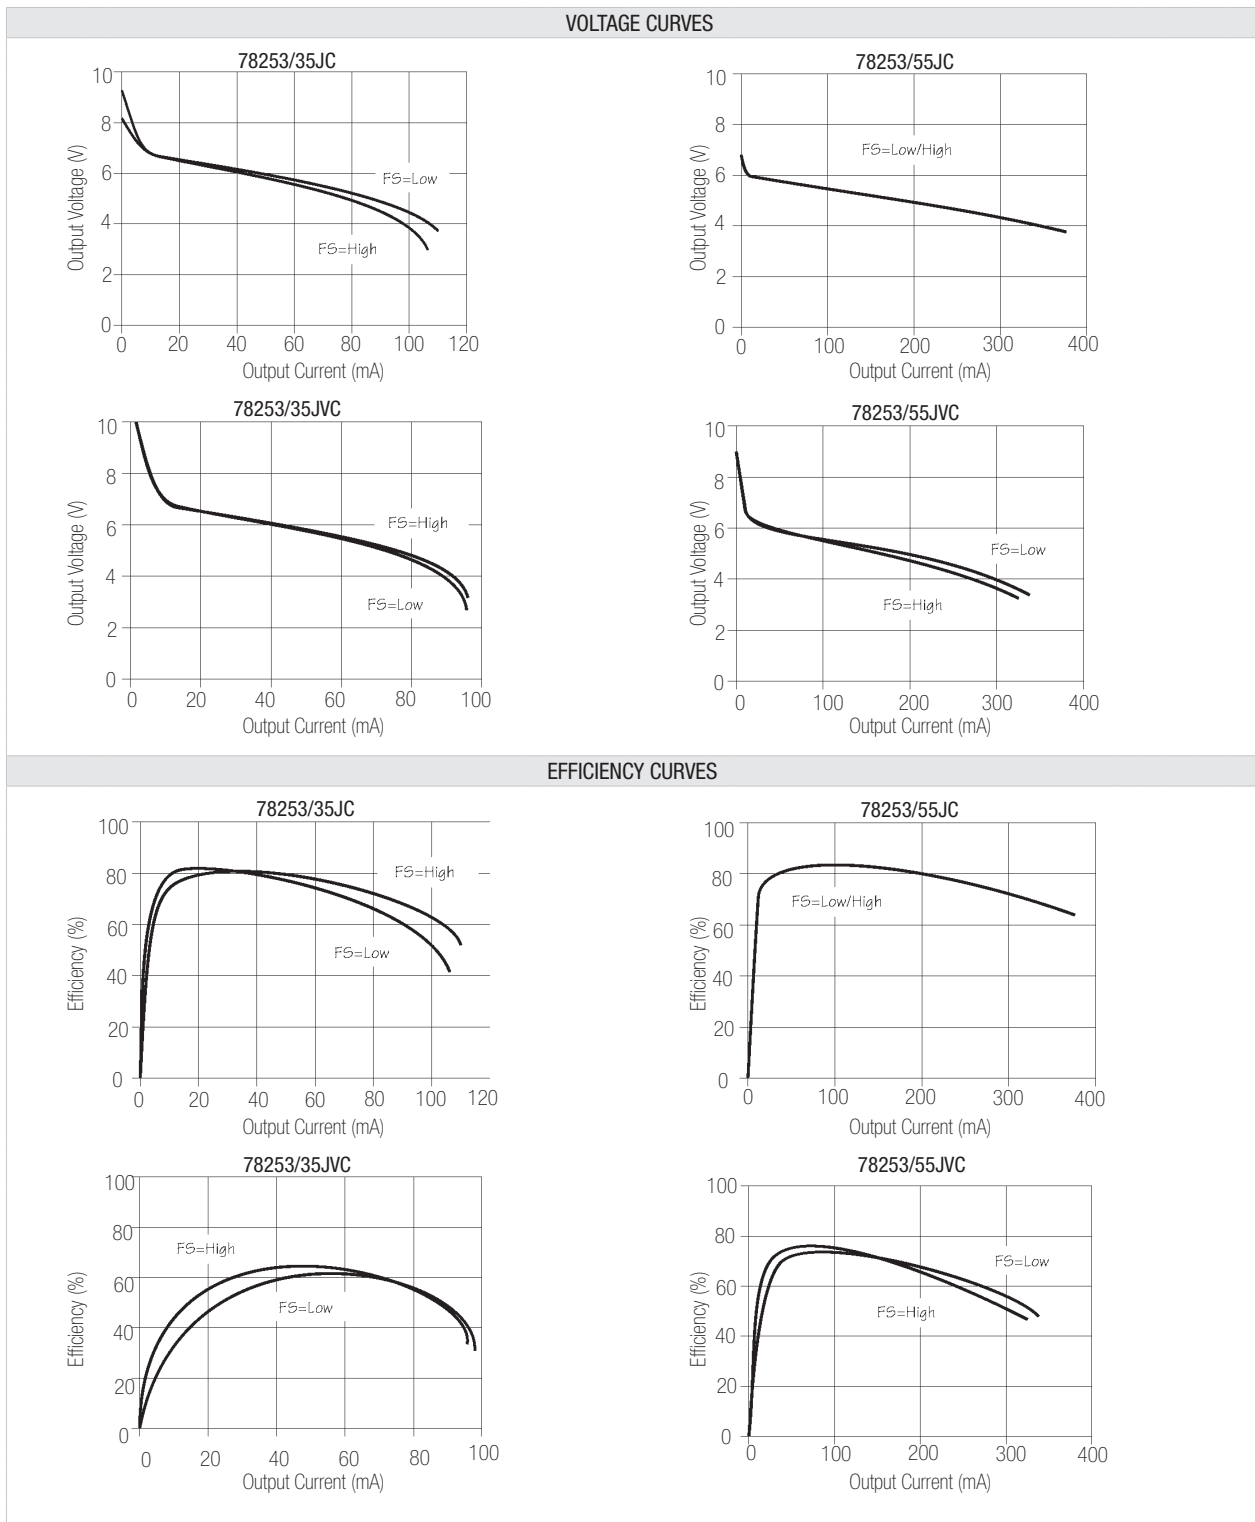 VOLTAGE CURVES
78253/35JC
10
8
6
4
2
0
Output Voltage (V)
FS=Low
FS=High
0 20 40 60 80 100 120
Output Current (mA)
78253/55JC
10
8
6
4
2
0
Output Voltage (V)
FS=Low/High
0 100 200 300 400
Output Current (mA)
78253/35JVC
10
8
6
4
2
0
Output Voltage (V)
FS=High
FS=Low
0 20 40 60 80 100
Output Current (mA)
78253/55JVC
10
8
6
4
2
0
Output Voltage (V)
FS=Low
FS=High
0 100 200 300 400
Output Current (mA)
EFFICIENCY CURVES
78253/35JC
100
80
60
40
20
0
Efficiency (%)
FS=High
FS=Low
0 20 40 60 80 100 120
Output Current (mA)
78253/55JC
100
80
60
40
20
0
Efficiency (%)
FS=Low/High
0 100 200 300 400
Output Current (mA)
78253/35JVC
100
80
60
40
20
0
Efficiency (%)
FS=High
FS=Low
0 20 40 60 80 100
Output Current (mA)
78253/55JVC
100
80
60
40
20
0
Efficiency (%)
FS=Low
FS=High
0 100 200 300 400
Output Current (mA)